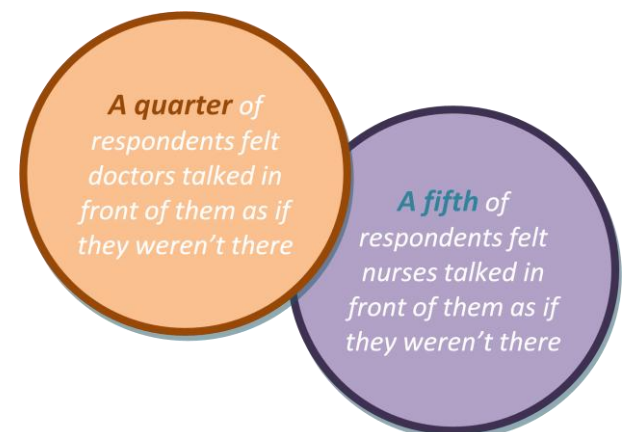 A quarter of
respondents felt
doctors talked in
front of them as if
they weren’t there
A fifth of
respondents felt
nurses talked in
front of them as if
they weren’t there